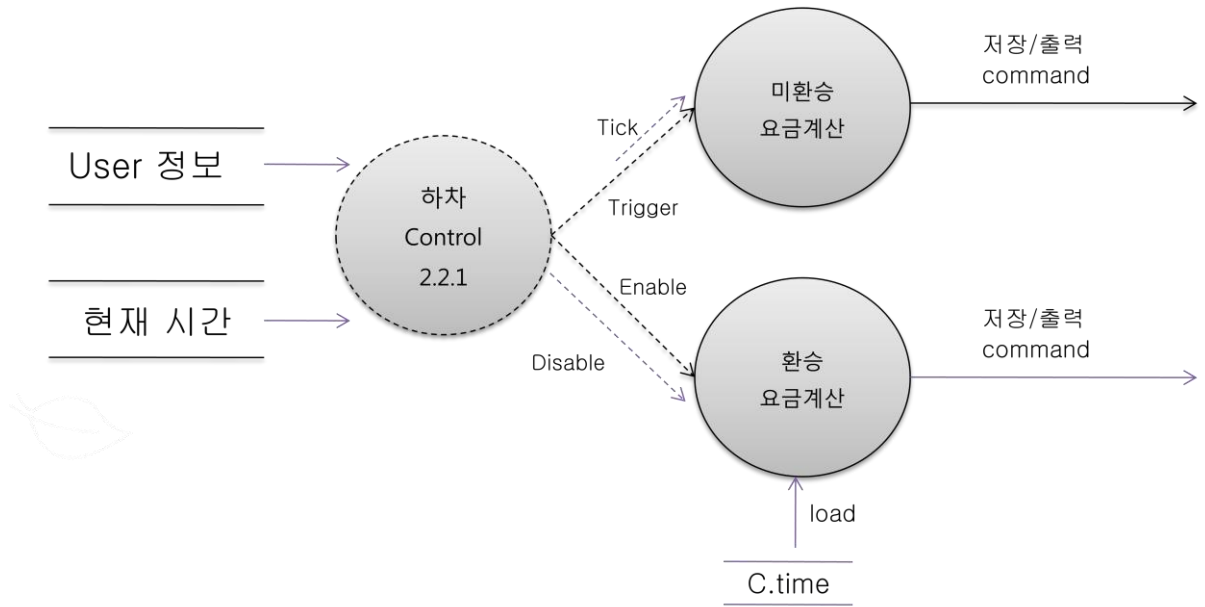 User 정보
현재 시간
하차
Control
2.2.1
Tick
Trigger
Enable
Disable
미환승
요금계산
저장/출력
command
환승
요금계산
저장/출력
command
load
C.time